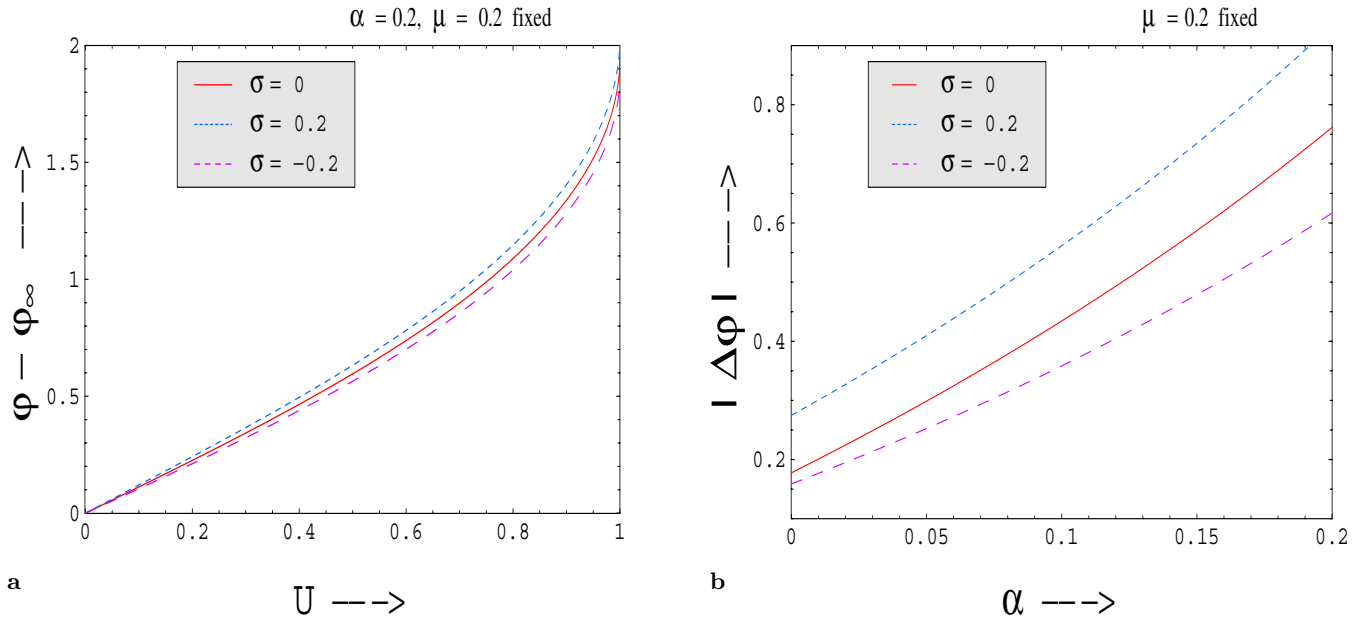 α = 0.2, μ = 0.2 fixed
2
1.5
1
0.5
0
φ − φ∞ −−−>
σ = 0
σ = 0.2
σ = −0.2
0 0.2 0.4 0.6 0.8 1
U −−−>
a
μ = 0.2 fixed
0.8
0.6
0.4
0.2
| Δφ | −−−>
σ = 0
σ = 0.2
σ = −0.2
0 0.05 0.1 0.15 0.2
α −−−>
b